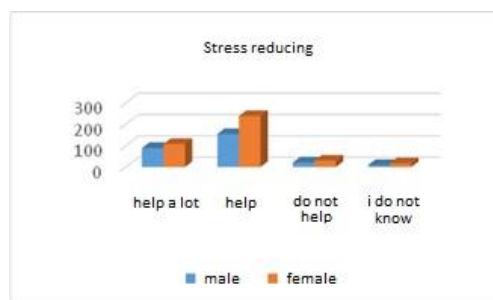 Stress reducing
300
200
100
0
help a lot help do not help i do not know
male female